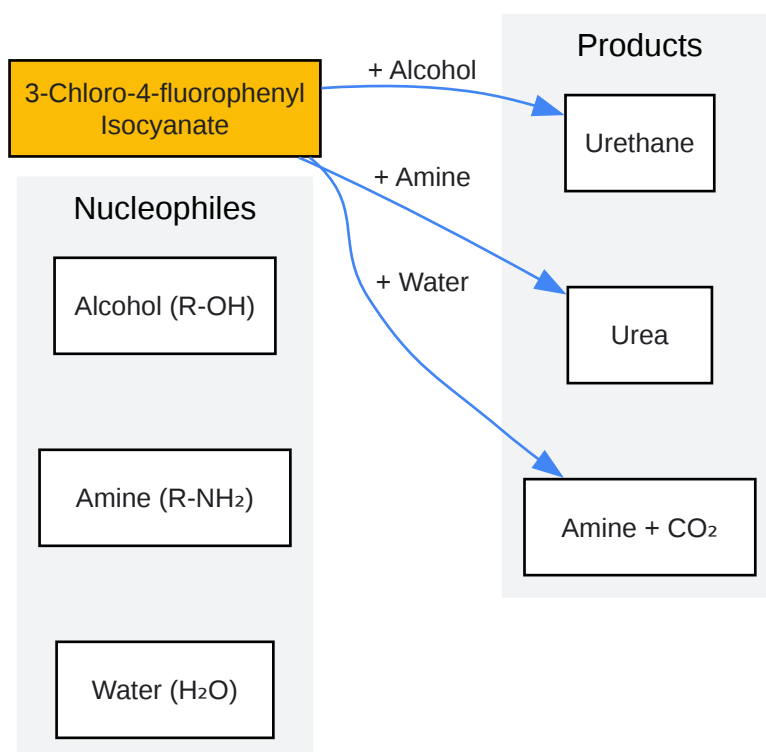 3-Chloro-4-fluorophenyl
Isocyanate
+ Alcohol
+ Amine
+ Water
Nucleophiles
Alcohol (R-OH)
Amine (R-NH₂)
Water (H₂O)
Products
Urethane
Urea
Amine + CO₂